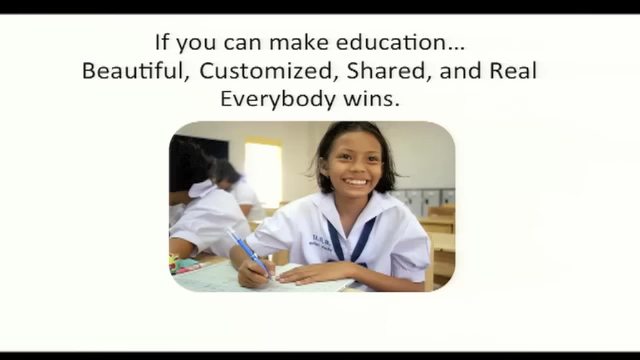 If you can make education...
Beautiful, Customized, Shared, and Real
Everybody wins.